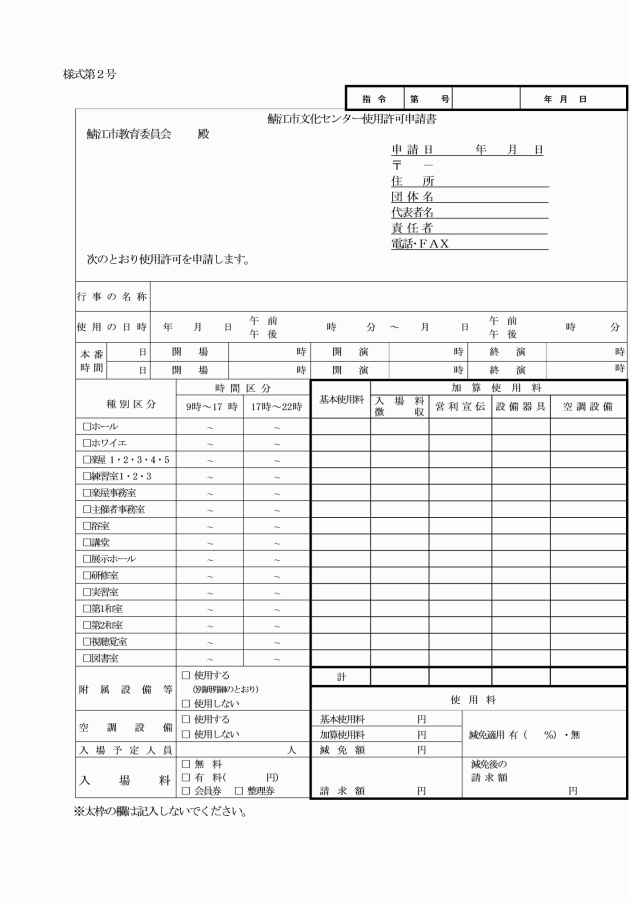 様式第２号
指 令 第 号 年 月 日
鯖江市文化センター使用許可申請書
鯖江市教育委員会 殿
申 請 日 年 月 日
〒 －
住 所
団 体 名
代表者名
責 任 者
電話・ＦＡＸ
次のとおり使用許可を申請します。
行 事 の 名 称
使 用 の 日 時 年 月 日 午 前 時 分 ～ 月 日 午 前 時 分
午 後 午 後
本 番 日 開 場 時 開 演 時 終 演 時
時 間 日 開 場 時 開 演 時 終 演 時
種 別 区 分 時 間 区 分 基本使用料 加 算 使 用 料
9時～17 時 17時～22時 入 場 料 徴 収 営 利 宣 伝 設 備 器 具 空 調 設 備
□ホール ～ ～
□ホワイエ ～ ～
□楽屋 1・2・3・4・5 ～ ～
□練習室1・2・3 ～ ～
□楽屋事務室 ～ ～
□主催者事務室 ～ ～
□浴室 ～ ～
□講堂 ～ ～
□展示ホール ～ ～
□研修室 ～ ～
□実習室 ～ ～
□第1和室 ～ ～
□第2和室 ～ ～
□視聴覚室 ～ ～
□図書室 ～ ～
附 属 設 備 等 □ 使用する 計
（別紙明細のとおり）
□ 使用しない 使 用 料
空 調 設 備 □ 使用する 基本使用料 円
□ 使用しない 加算使用料 円 減免適用 有（ ％）・無
入 場 予 定 人 員 人 減 免 額 円
入 場 料 □ 無 料 減免後の
□ 有 料( 円) 請 求 額
□ 会員券 □ 整理券 請 求 額 円 円
※太枠の欄は記入しないでください。